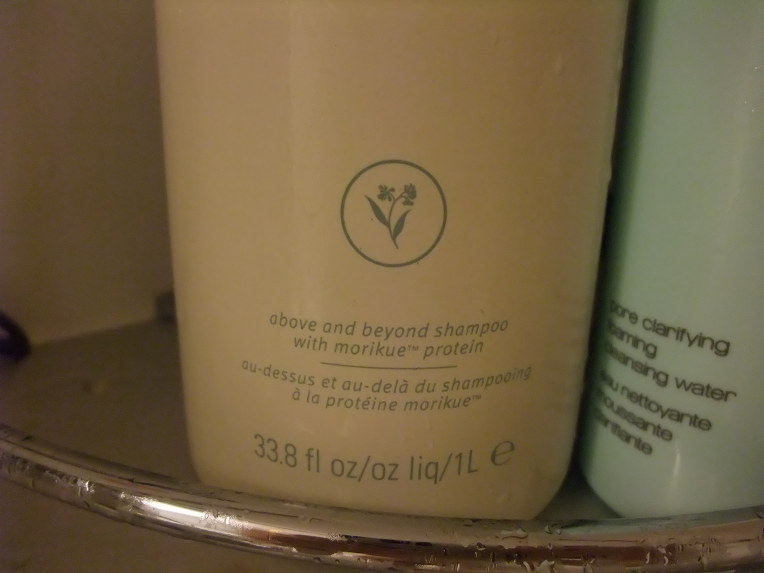 above and beyond shampoo
with morikue™ protein
au-dessus et au-delà du shampooing
à la protéine morikue™
33.8 fl oz/oz liq/1L ℮
pore clarifying
foaming
cleansing water
eau nettoyante
moussante
clarifiante